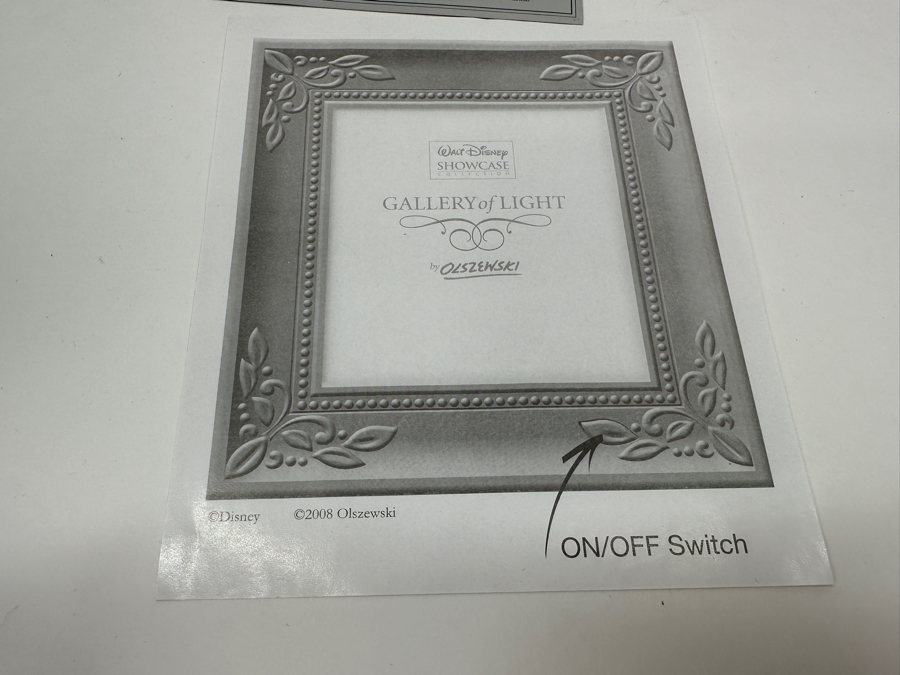 WALT DISNEY
SHOWCASE
COLLECTION
GALLERY of LIGHT
by OLSZEWSKI
©Disney ©2008 Olszewski
ON/OFF Switch